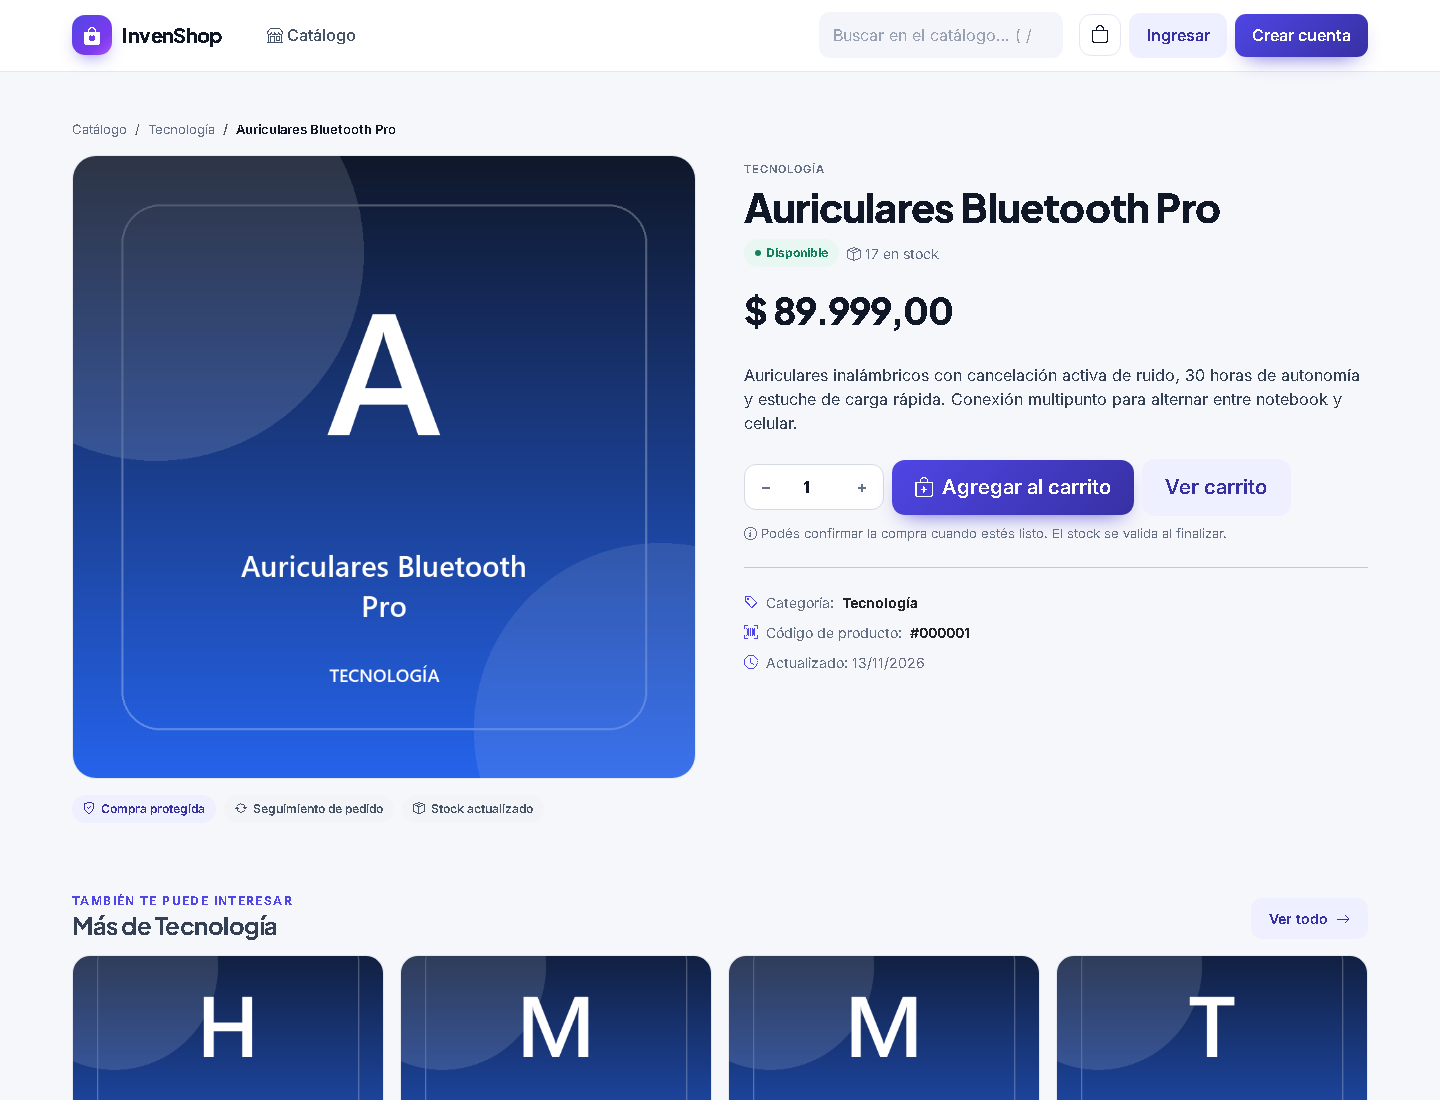 InvenShop
Catálogo
Buscar en el catálogo... ( /
Ingresar
Crear cuenta
Catálogo / Tecnología / Auriculares Bluetooth Pro
A
Auriculares Bluetooth
Pro
TECNOLOGÍA
Compra protegida
Seguimiento de pedido
Stock actualizado
TECNOLOGÍA
Auriculares Bluetooth Pro
Disponible
17 en stock
$ 89.999,00
Auriculares inalámbricos con cancelación activa de ruido, 30 horas de autonomía
y estuche de carga rápida. Conexión multipunto para alternar entre notebook y
celular.
− 1 +
Agregar al carrito
Ver carrito
Podés confirmar la compra cuando estés listo. El stock se valida al finalizar.
Categoría: Tecnología
Código de producto: #000001
Actualizado: 13/11/2026
TAMBIÉN TE PUEDE INTERESAR
Más de Tecnología
Ver todo →
H
M
M
T